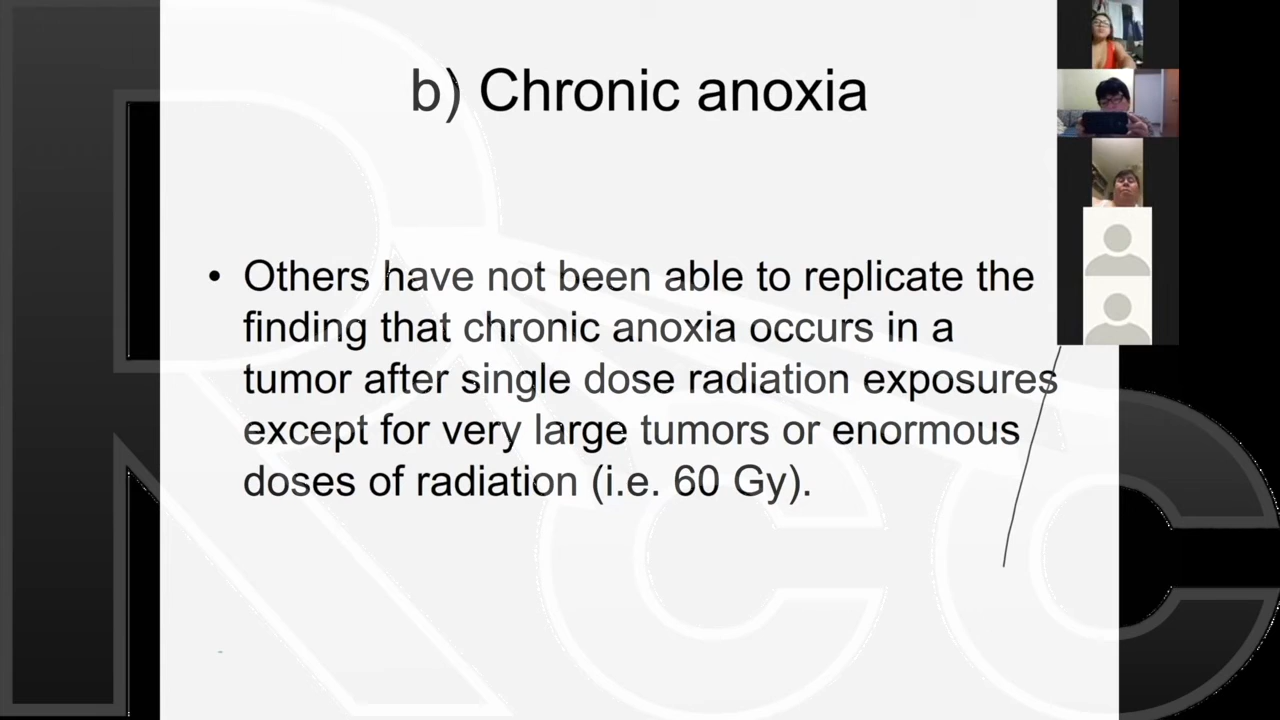 b) Chronic anoxia
• Others have not been able to replicate the
finding that chronic anoxia occurs in a
tumor after single dose radiation exposures
except for very large tumors or enormous
doses of radiation (i.e. 60 Gy).
Rcc